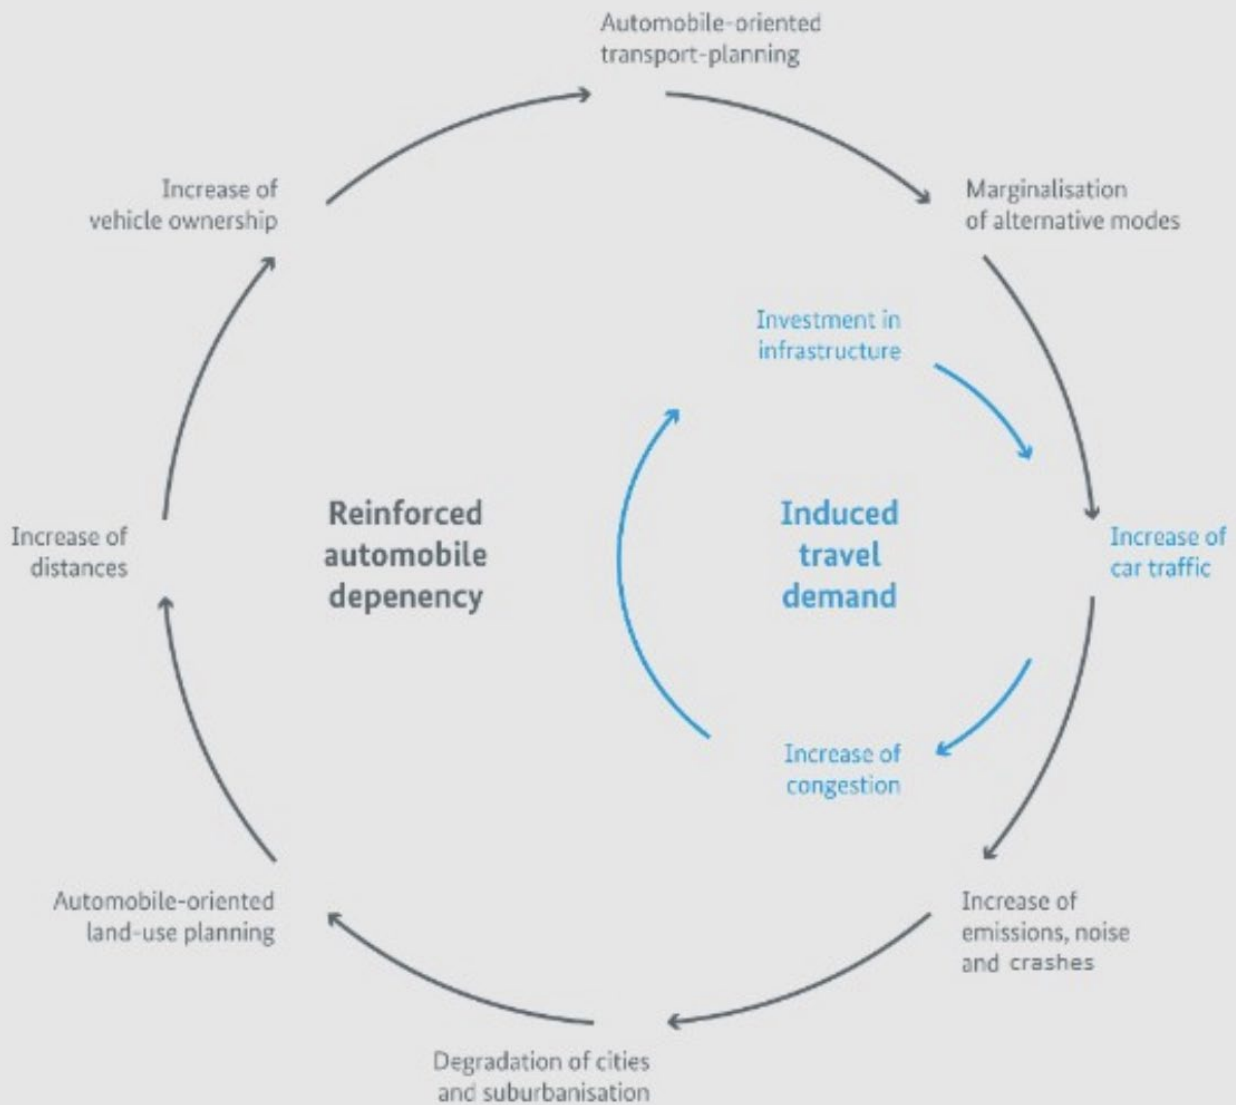 Automobile-oriented
transport-planning
Increase of
vehicle ownership
Marginalisation
of alternative modes
Investment in
infrastructure
Reinforced
automobile
depenency
Induced
travel
demand
Increase of
distances
Increase of
car traffic
Increase of
congestion
Automobile-oriented
land-use planning
Increase of
emissions, noise
and crashes
Degradation of cities
and suburbanisation